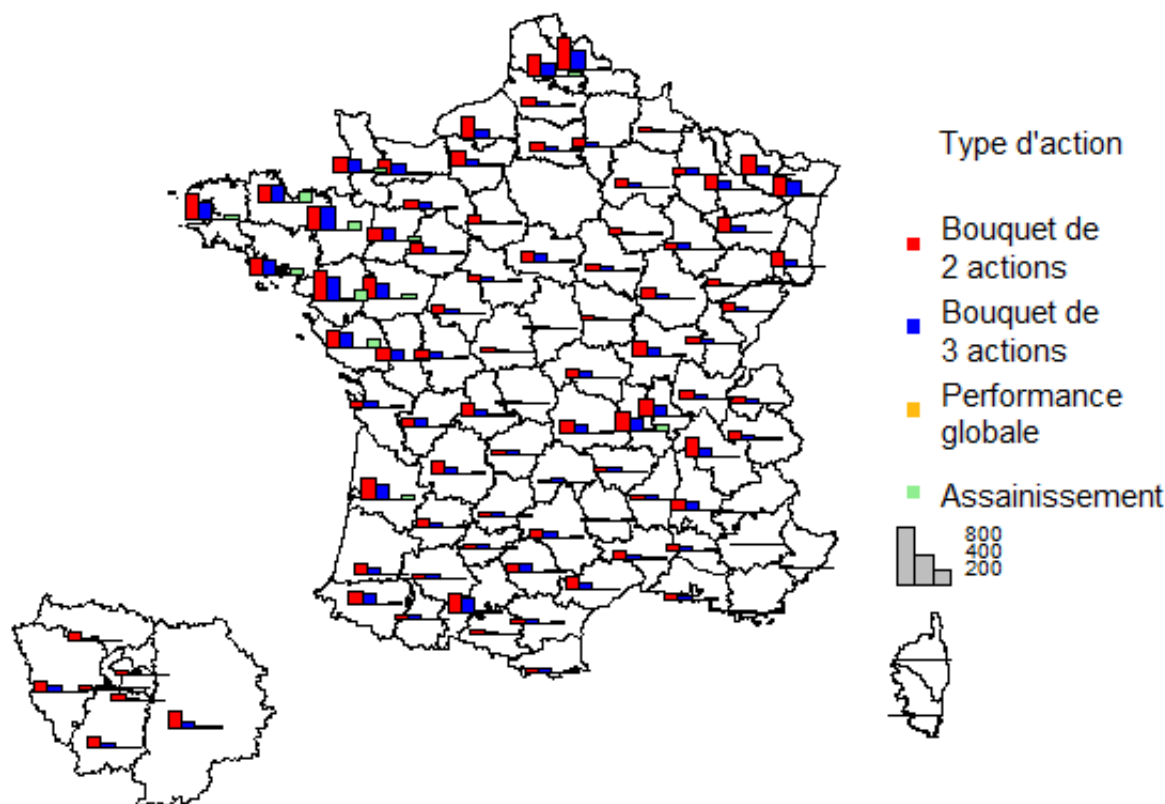 Type d'action
Bouquet de
2 actions
Bouquet de
3 actions
Performance
globale
Assainissement
800
400
200